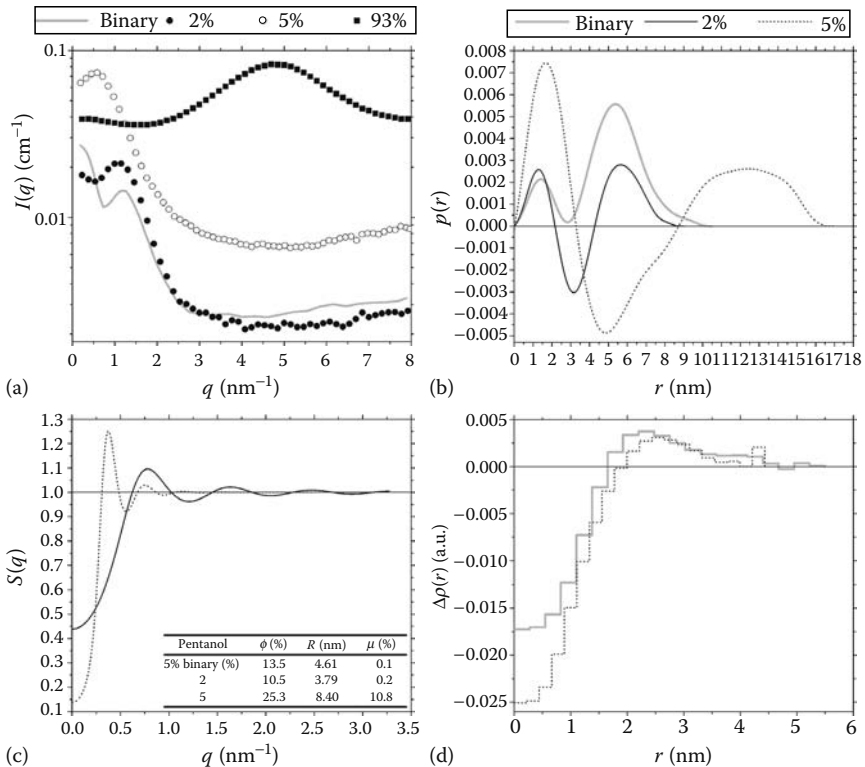 Binary 2% 5% 93%
0.1
0.01
I(q) (cm⁻¹)
0 1 2 3 4 5 6 7 8
q (nm⁻¹)
(a)
Binary 2% 5%
0.008
0.007
0.006
0.005
0.004
0.003
0.002
0.001
0.000
−0.001
−0.002
−0.003
−0.004
−0.005
p(r)
0 1 2 3 4 5 6 7 8 9 10 11 12 13 14 15 16 17 18
r (nm)
(b)
1.3
1.2
1.1
1.0
0.9
0.8
0.7
0.6
0.5
0.4
0.3
0.2
0.1
S(q)
Pentanol ϕ (%) R (nm) μ (%)
5% binary (%) 13.5 4.61 0.1
2 10.5 3.79 0.2
5 25.3 8.40 10.8
0.0 0.5 1.0 1.5 2.0 2.5 3.0 3.5
q (nm⁻¹)
(c)
0.005
0.000
−0.005
−0.010
−0.015
−0.020
−0.025
Δρ(r) (a.u.)
0 1 2 3 4 5 6
r (nm)
(d)